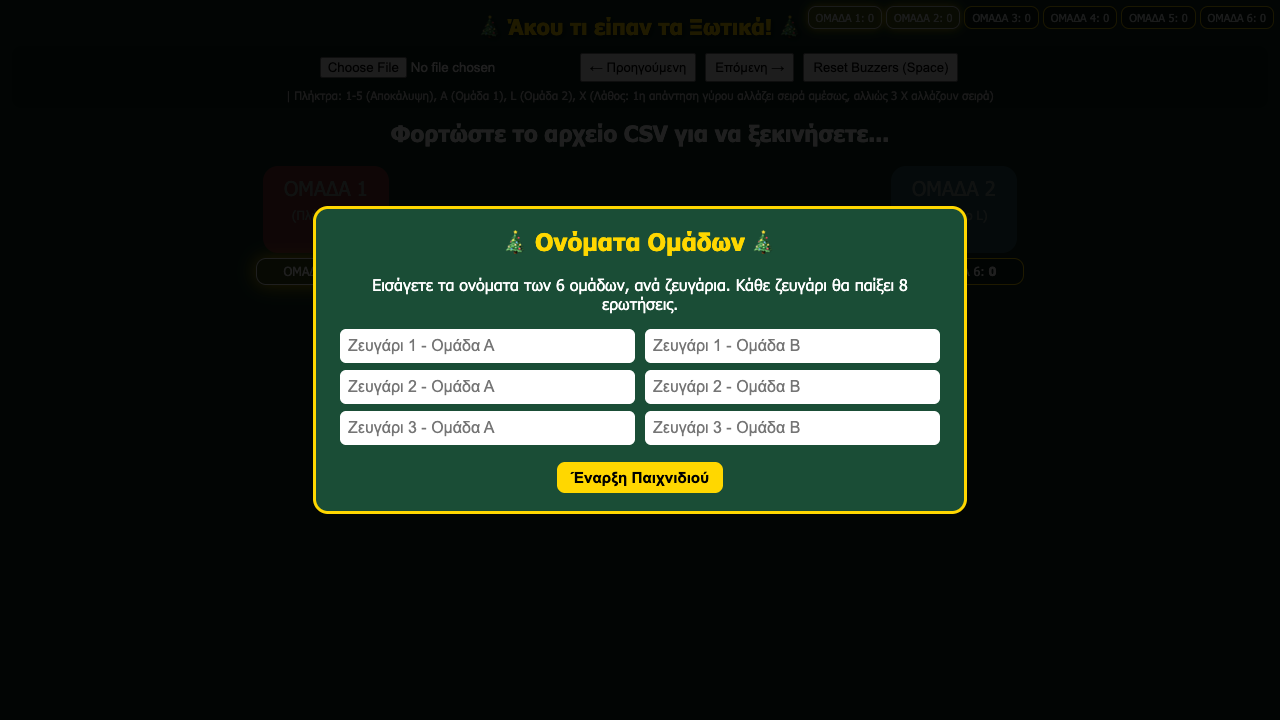 Άκου τι είπαν τα Ξωτικά!
ΟΜΑΔΑ 1: 0
ΟΜΑΔΑ 2: 0
ΟΜΑΔΑ 3: 0
ΟΜΑΔΑ 4: 0
ΟΜΑΔΑ 5: 0
ΟΜΑΔΑ 6: 0
Choose File No file chosen
← Προηγούμενη
Επόμενη →
Reset Buzzers (Space)
| Πλήκτρα: 1-5 (Αποκάλυψη), A (Ομάδα 1), L (Ομάδα 2), X (Λάθος: 1η απάντηση γύρου αλλάζει σειρά αμέσως, αλλιώς 3 X αλλάζουν σειρά)
Φορτώστε το αρχείο CSV για να ξεκινήσετε...
ΟΜΑΔΑ 1
ΟΜΑΔΑ 2
L)
6: 0
Ονόματα Ομάδων
Εισάγετε τα ονόματα των 6 ομάδων, ανά ζευγάρια. Κάθε ζευγάρι θα παίξει 8
ερωτήσεις.
Ζευγάρι 1 - Ομάδα Α
Ζευγάρι 1 - Ομάδα Β
Ζευγάρι 2 - Ομάδα Α
Ζευγάρι 2 - Ομάδα Β
Ζευγάρι 3 - Ομάδα Α
Ζευγάρι 3 - Ομάδα Β
Έναρξη Παιχνιδιού